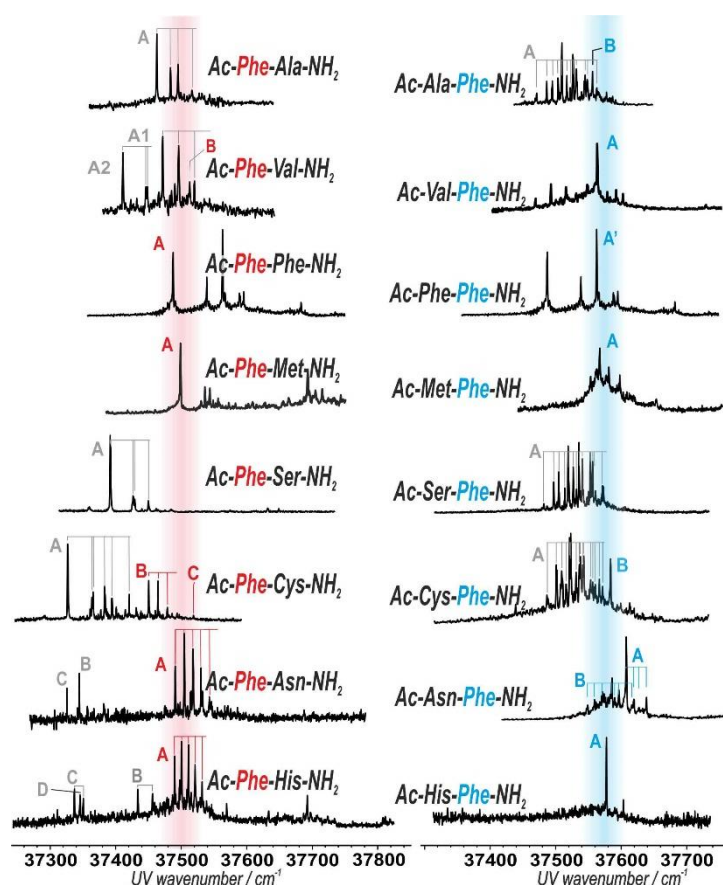 A
Ac-Phe-Ala-NH2
A2
A1
B
Ac-Phe-Val-NH2
A
Ac-Phe-Phe-NH2
A
Ac-Phe-Met-NH2
A
Ac-Phe-Ser-NH2
A
B
C
Ac-Phe-Cys-NH2
C
B
A
Ac-Phe-Asn-NH2
D
C
B
A
Ac-Phe-His-NH2
37300 37400 37500 37600 37700 37800
UV wavenumber / cm-1
A
B
Ac-Ala-Phe-NH2
A
Ac-Val-Phe-NH2
A'
Ac-Phe-Phe-NH2
A
Ac-Met-Phe-NH2
A
Ac-Ser-Phe-NH2
A
B
Ac-Cys-Phe-NH2
A
B
Ac-Asn-Phe-NH2
A
Ac-His-Phe-NH2
37400 37500 37600 37700
UV wavenumber / cm-1